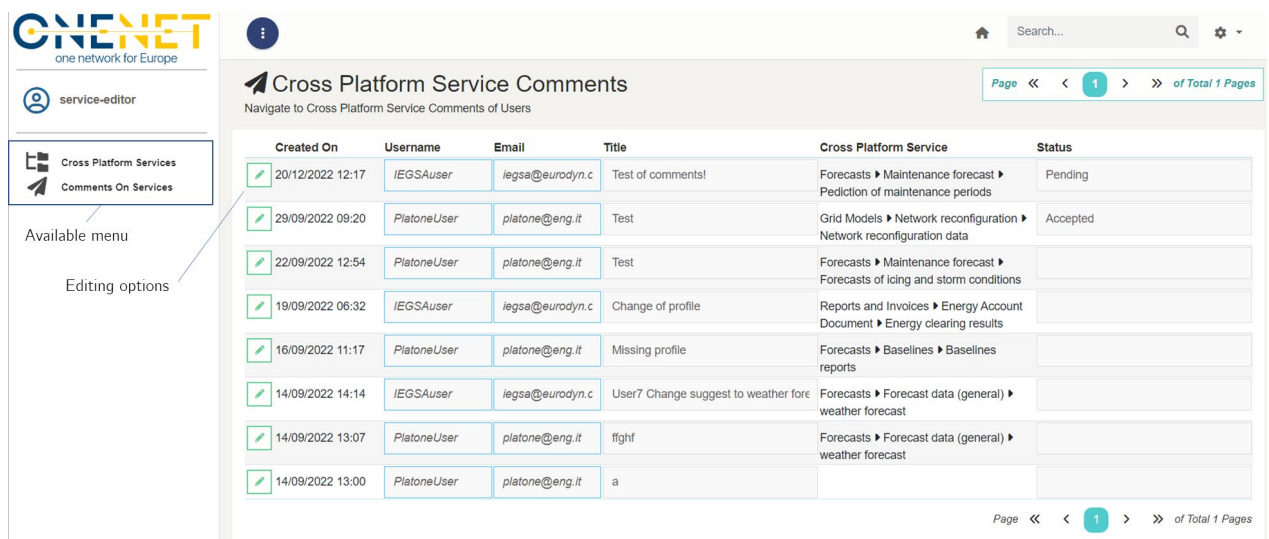 ONENET
one network for Europe
Search...
service-editor
Cross Platform Service Comments
Navigate to Cross Platform Service Comments of Users
Page 1 of Total 1 Pages
Cross Platform Services
Comments On Services
Available menu
Editing options
Created On Username Email Title Cross Platform Service Status
20/12/2022 12:17 IEGSAuser iegsa@eurodyn.c Test of comments! Forecasts Maintenance forecast Pending
Pediction of maintenance periods
29/09/2022 09:20 PlatoneUser platone@eng.it Test Grid Models Network reconfiguration Accepted
Network reconfiguration data
22/09/2022 12:54 PlatoneUser platone@eng.it Test Forecasts Maintenance forecast
Forecasts of icing and storm conditions
19/09/2022 06:32 IEGSAuser iegsa@eurodyn.c Change of profile Reports and Invoices Energy Account
Document Energy clearing results
16/09/2022 11:17 PlatoneUser platone@eng.it Missing profile Forecasts Baselines Baselines
reports
14/09/2022 14:14 IEGSAuser iegsa@eurodyn.c User7 Change suggest to weather fore Forecasts Forecast data (general)
weather forecast
14/09/2022 13:07 PlatoneUser platone@eng.it ffghf Forecasts Forecast data (general)
weather forecast
14/09/2022 13:00 PlatoneUser platone@eng.it a
Page 1 of Total 1 Pages